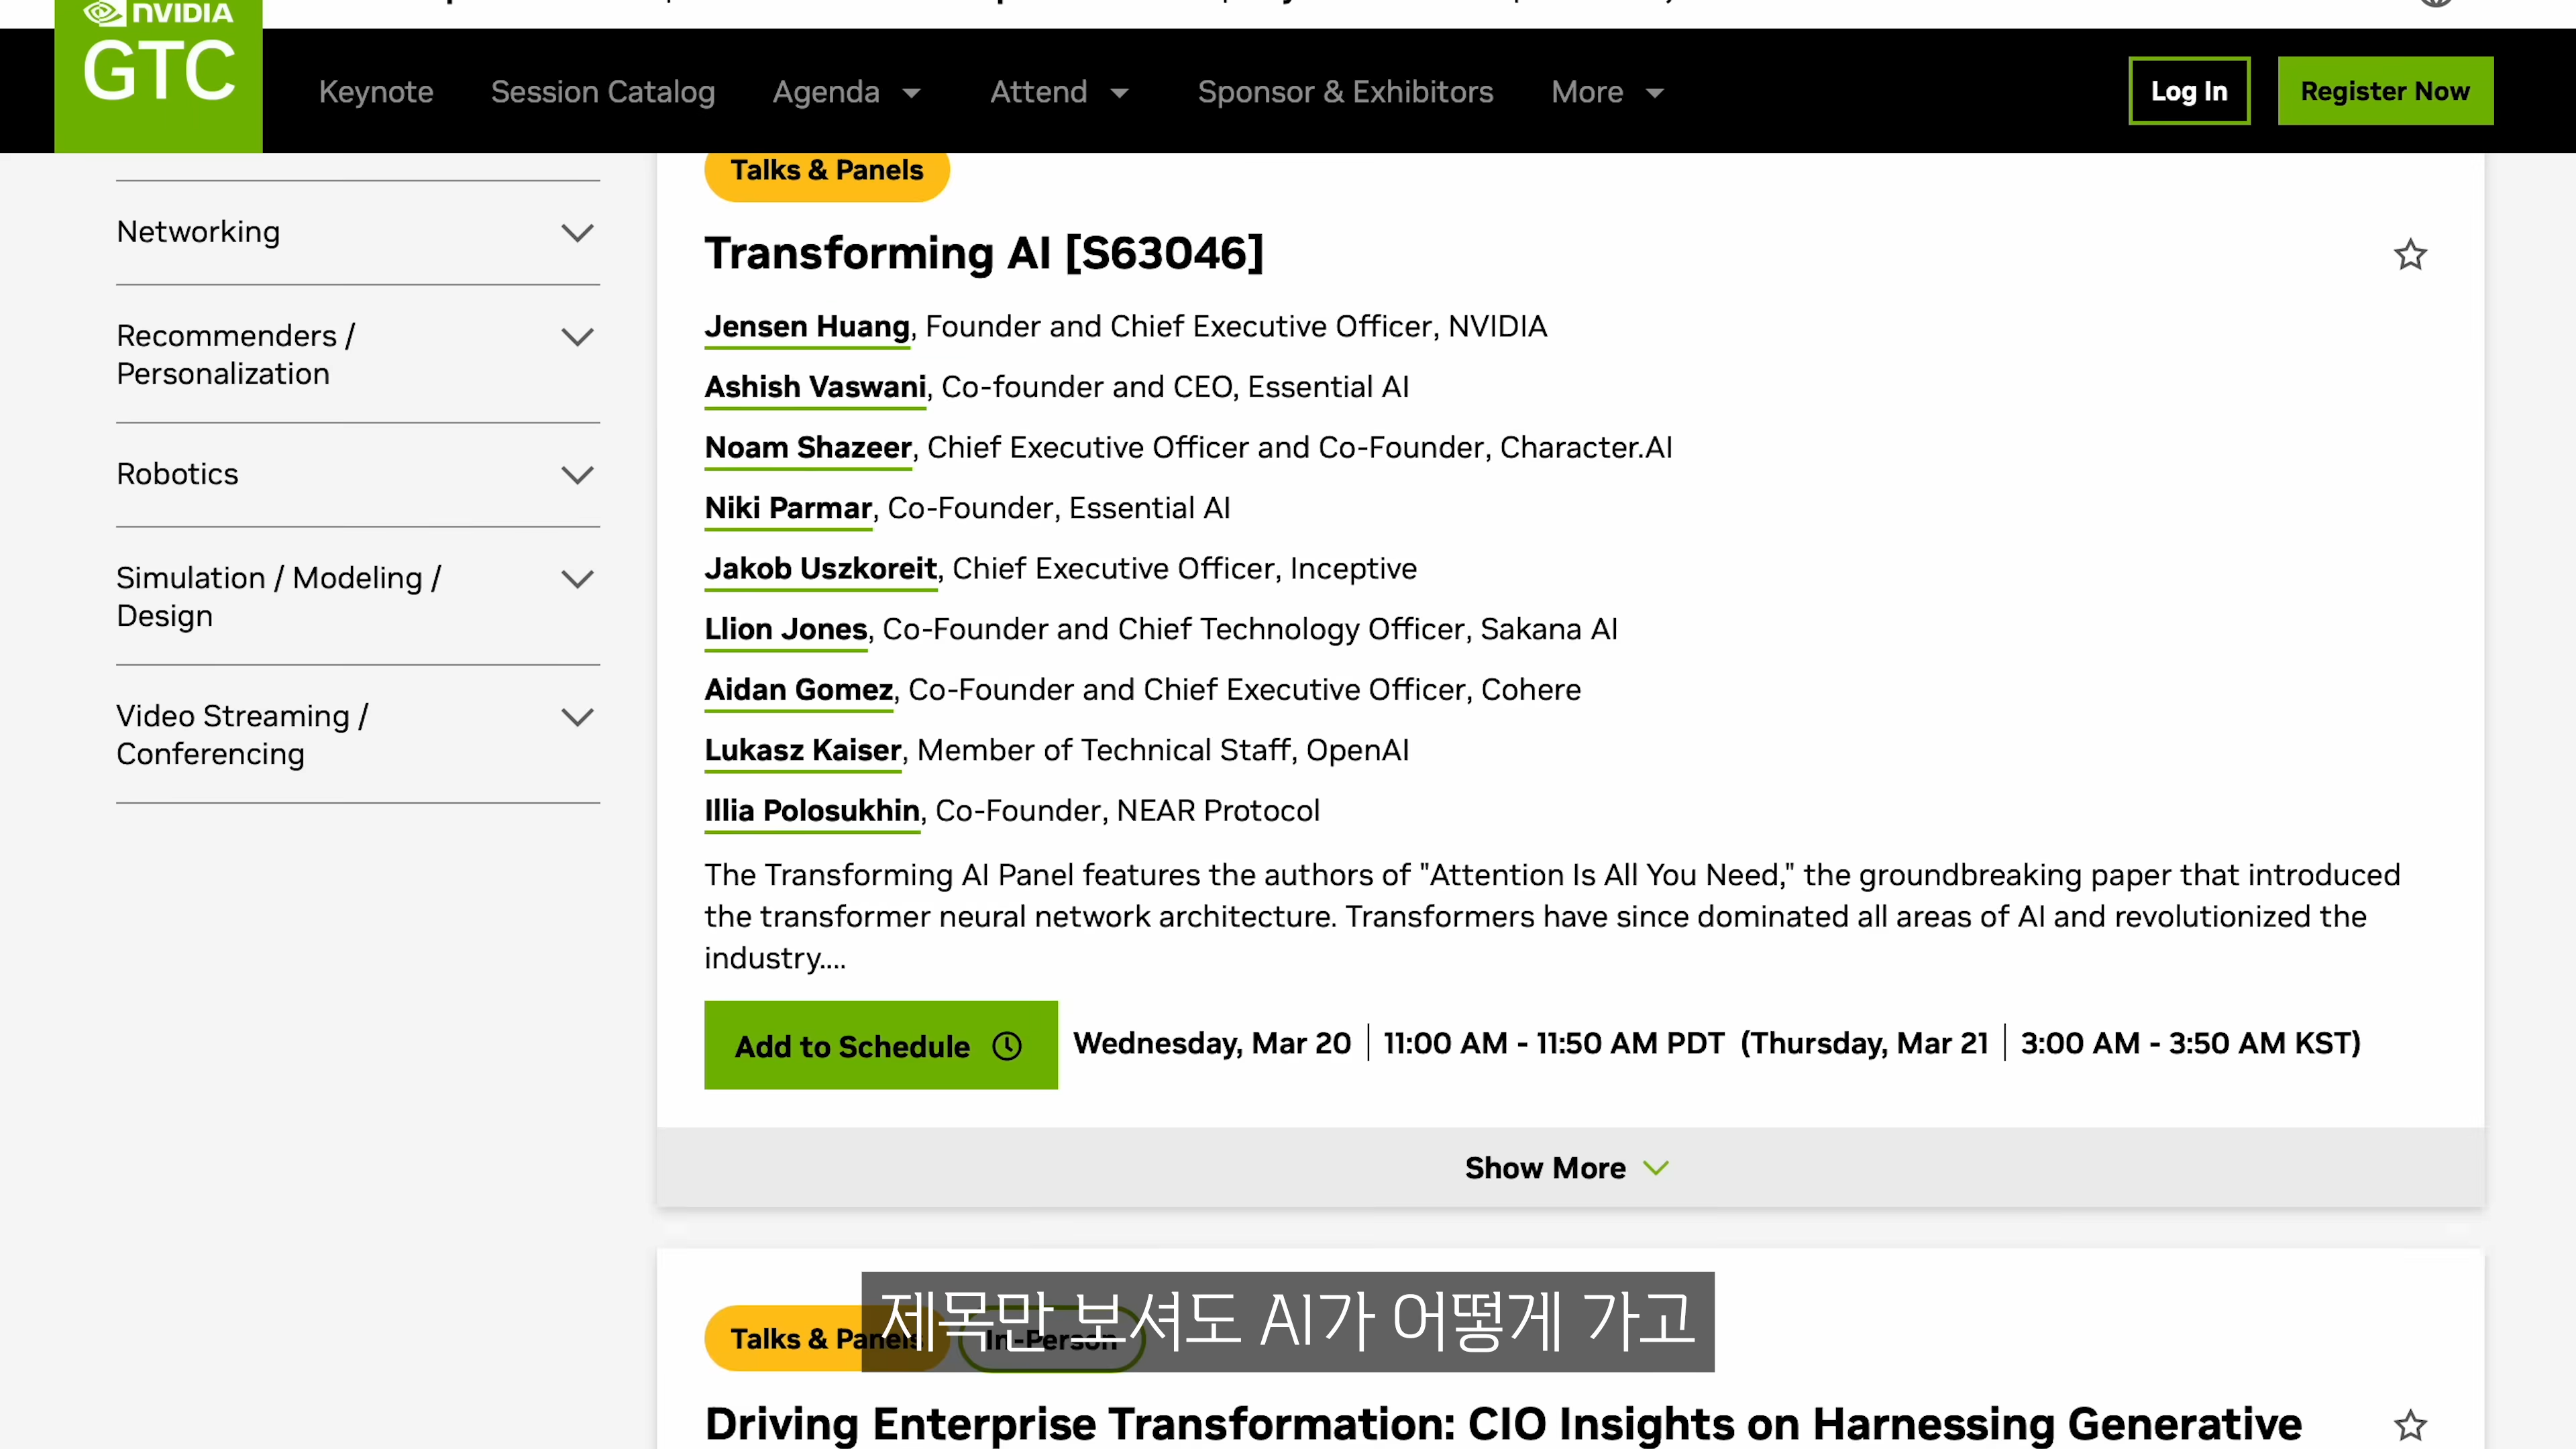 NVIDIA
GTC
Keynote
Session Catalog
Agenda
Attend
Sponsor & Exhibitors
More
Log In
Register Now
Networking
Recommenders /
Personalization
Robotics
Simulation / Modeling /
Design
Video Streaming /
Conferencing
Talks & Panels
Transforming AI [S63046]
Jensen Huang, Founder and Chief Executive Officer, NVIDIA
Ashish Vaswani, Co-founder and CEO, Essential AI
Noam Shazeer, Chief Executive Officer and Co-Founder, Character.AI
Niki Parmar, Co-Founder, Essential AI
Jakob Uszkoreit, Chief Executive Officer, Inceptive
Llion Jones, Co-Founder and Chief Technology Officer, Sakana AI
Aidan Gomez, Co-Founder and Chief Executive Officer, Cohere
Lukasz Kaiser, Member of Technical Staff, OpenAI
Illia Polosukhin, Co-Founder, NEAR Protocol
The Transforming AI Panel features the authors of "Attention Is All You Need," the groundbreaking paper that introduced
the transformer neural network architecture. Transformers have since dominated all areas of AI and revolutionized the
industry....
Add to Schedule
Wednesday, Mar 20 | 11:00 AM - 11:50 AM PDT (Thursday, Mar 21 | 3:00 AM - 3:50 AM KST)
Show More
Talks & Panels
In-Person
제목만 보셔도 AI가 어떻게 가고
Driving Enterprise Transformation: CIO Insights on Harnessing Generative